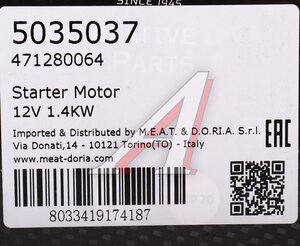 SINCE 1945
5035037
471280064
Starter Motor
12V 1.4KW
Imported & Distributed by M.E.A.T. & D.O.R.I.A. S.r.l.
Via Donati,14 - 10121 Torino(TO) - Italy
www.meat-doria.com
EAC
8033419174187